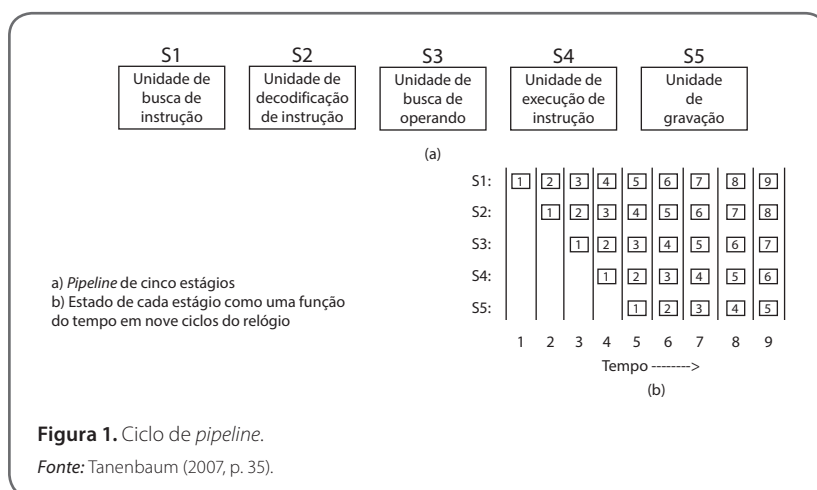 S1 S2 S3 S4 S5
Unidade de busca de instrução
Unidade de decodificação de instrução
Unidade de busca de operando
Unidade de execução de instrução
Unidade de gravação
(a)
S1: 1 2 3 4 5 6 7 8 9
S2: 1 2 3 4 5 6 7 8
S3: 1 2 3 4 5 6 7
S4: 1 2 3 4 5 6
S5: 1 2 3 4 5
1 2 3 4 5 6 7 8 9
Tempo -------->
(b)
a) Pipeline de cinco estágios
b) Estado de cada estágio como uma função
do tempo em nove ciclos do relógio
Figura 1. Ciclo de pipeline.
Fonte: Tanenbaum (2007, p. 35).